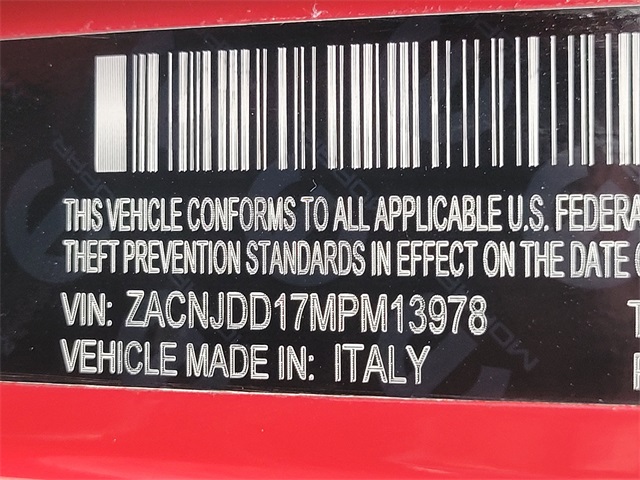 THIS VEHICLE CONFORMS TO ALL APPLICABLE U.S. FEDERA
THEFT PREVENTION STANDARDS IN EFFECT ON THE DATE
VIN: ZACNJDD17MPM13978
VEHICLE MADE IN: ITALY